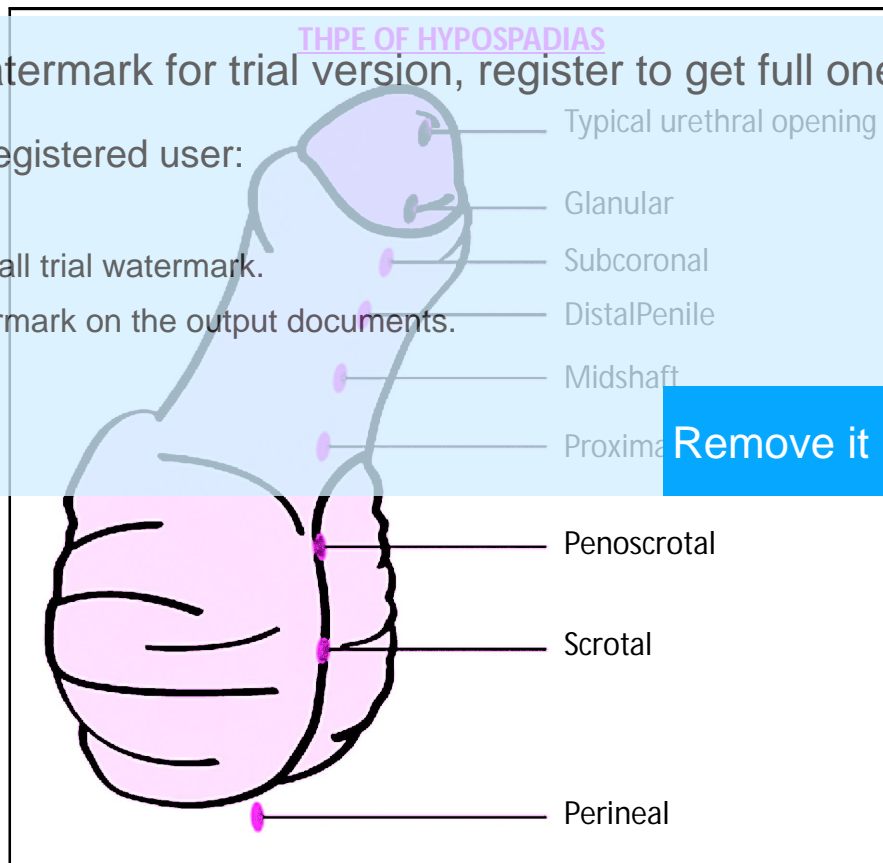 THPE OF HYPOSPADIAS
atermark for trial version, register to get full one
Typical urethral opening
egistered user:
Glanular
Subcoronal
all trial watermark.
DistalPenile
rmark on the output documents.
Midshaft
Proxima
Remove it
Penoscrotal
Scrotal
Perineal